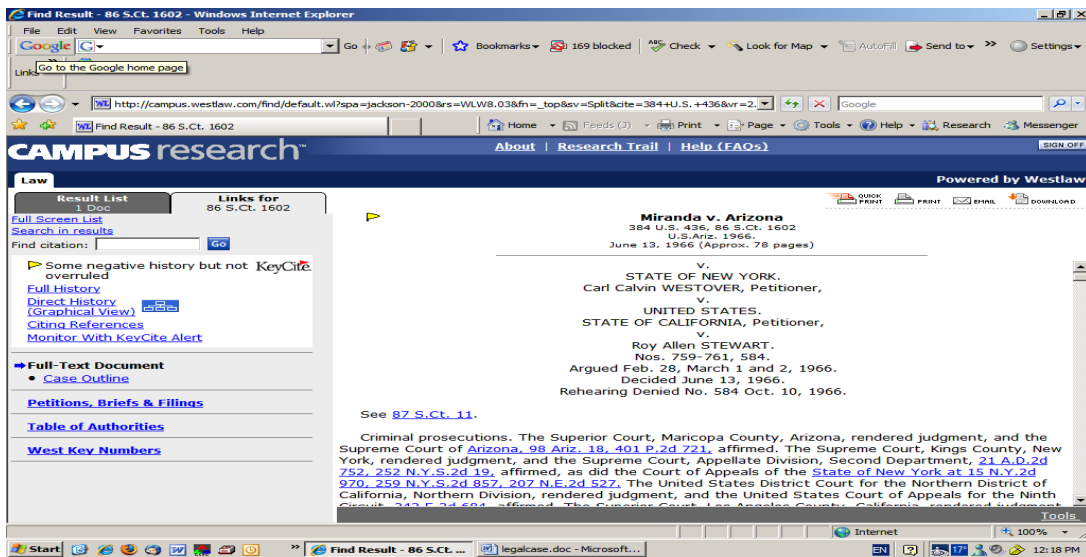 Find Result - 86 S.Ct. 1602 - Windows Internet Explorer
File Edit View Favorites Tools Help
Google G Go Bookmarks 169 blocked Check Look for Map AutoFill Send to Settings
Links
Go to the Google home page
http://campus.westlaw.com/find/default.wl?spa=jackson-2000&rs=WLW8.03&fn=_top&sv=Split&cite=384+U.S.+436&vr=2. Google
WL Find Result - 86 S.Ct. 1602 Home Feeds (J) Print Page Tools Help Research Messenger
CAMPUS research About | Research Trail | Help (FAQs) SIGN OFF
Law Powered by Westlaw
Result List
1 Doc
Links for
86 S.Ct. 1602
QUICK PRINT PRINT EMAIL DOWNLOAD
Full Screen List
Search in results
Find citation: Go
Some negative history but not overruled KeyCite.
Full History
Direct History
(Graphical View)
Citing References
Monitor With KeyCite Alert
Full-Text Document
• Case Outline
Petitions, Briefs & Filings
Table of Authorities
West Key Numbers
Miranda v. Arizona
384 U.S. 436, 86 S.Ct. 1602
U.S.Ariz. 1966.
June 13, 1966 (Approx. 78 pages)
v.
STATE OF NEW YORK.
Carl Calvin WESTOVER, Petitioner,
v.
UNITED STATES.
STATE OF CALIFORNIA, Petitioner,
v.
Roy Allen STEWART.
Nos. 759-761, 584.
Argued Feb. 28, March 1 and 2, 1966.
Decided June 13, 1966.
Rehearing Denied No. 584 Oct. 10, 1966.
See 87 S.Ct. 11.
Criminal prosecutions. The Superior Court, Maricopa County, Arizona, rendered judgment, and the
Supreme Court of Arizona, 98 Ariz. 18, 401 P.2d 721, affirmed. The Supreme Court, Kings County, New
York, rendered judgment, and the Supreme Court, Appellate Division, Second Department, 21 A.D.2d
752, 252 N.Y.S.2d 19, affirmed, as did the Court of Appeals of the State of New York at 15 N.Y.2d
970, 259 N.Y.S.2d 857, 207 N.E.2d 527. The United States District Court for the Northern District of
California, Northern Division, rendered judgment, and the United States Court of Appeals for the Ninth
Circuit, 342 F.2d 684, affirmed. The Superior Court, Los Angeles County, California, rendered judgment
Tools
Internet 100%
Start Find Result - 86 S.Ct. ... legalcase.doc - Microsoft... EN 17° 12:18 PM